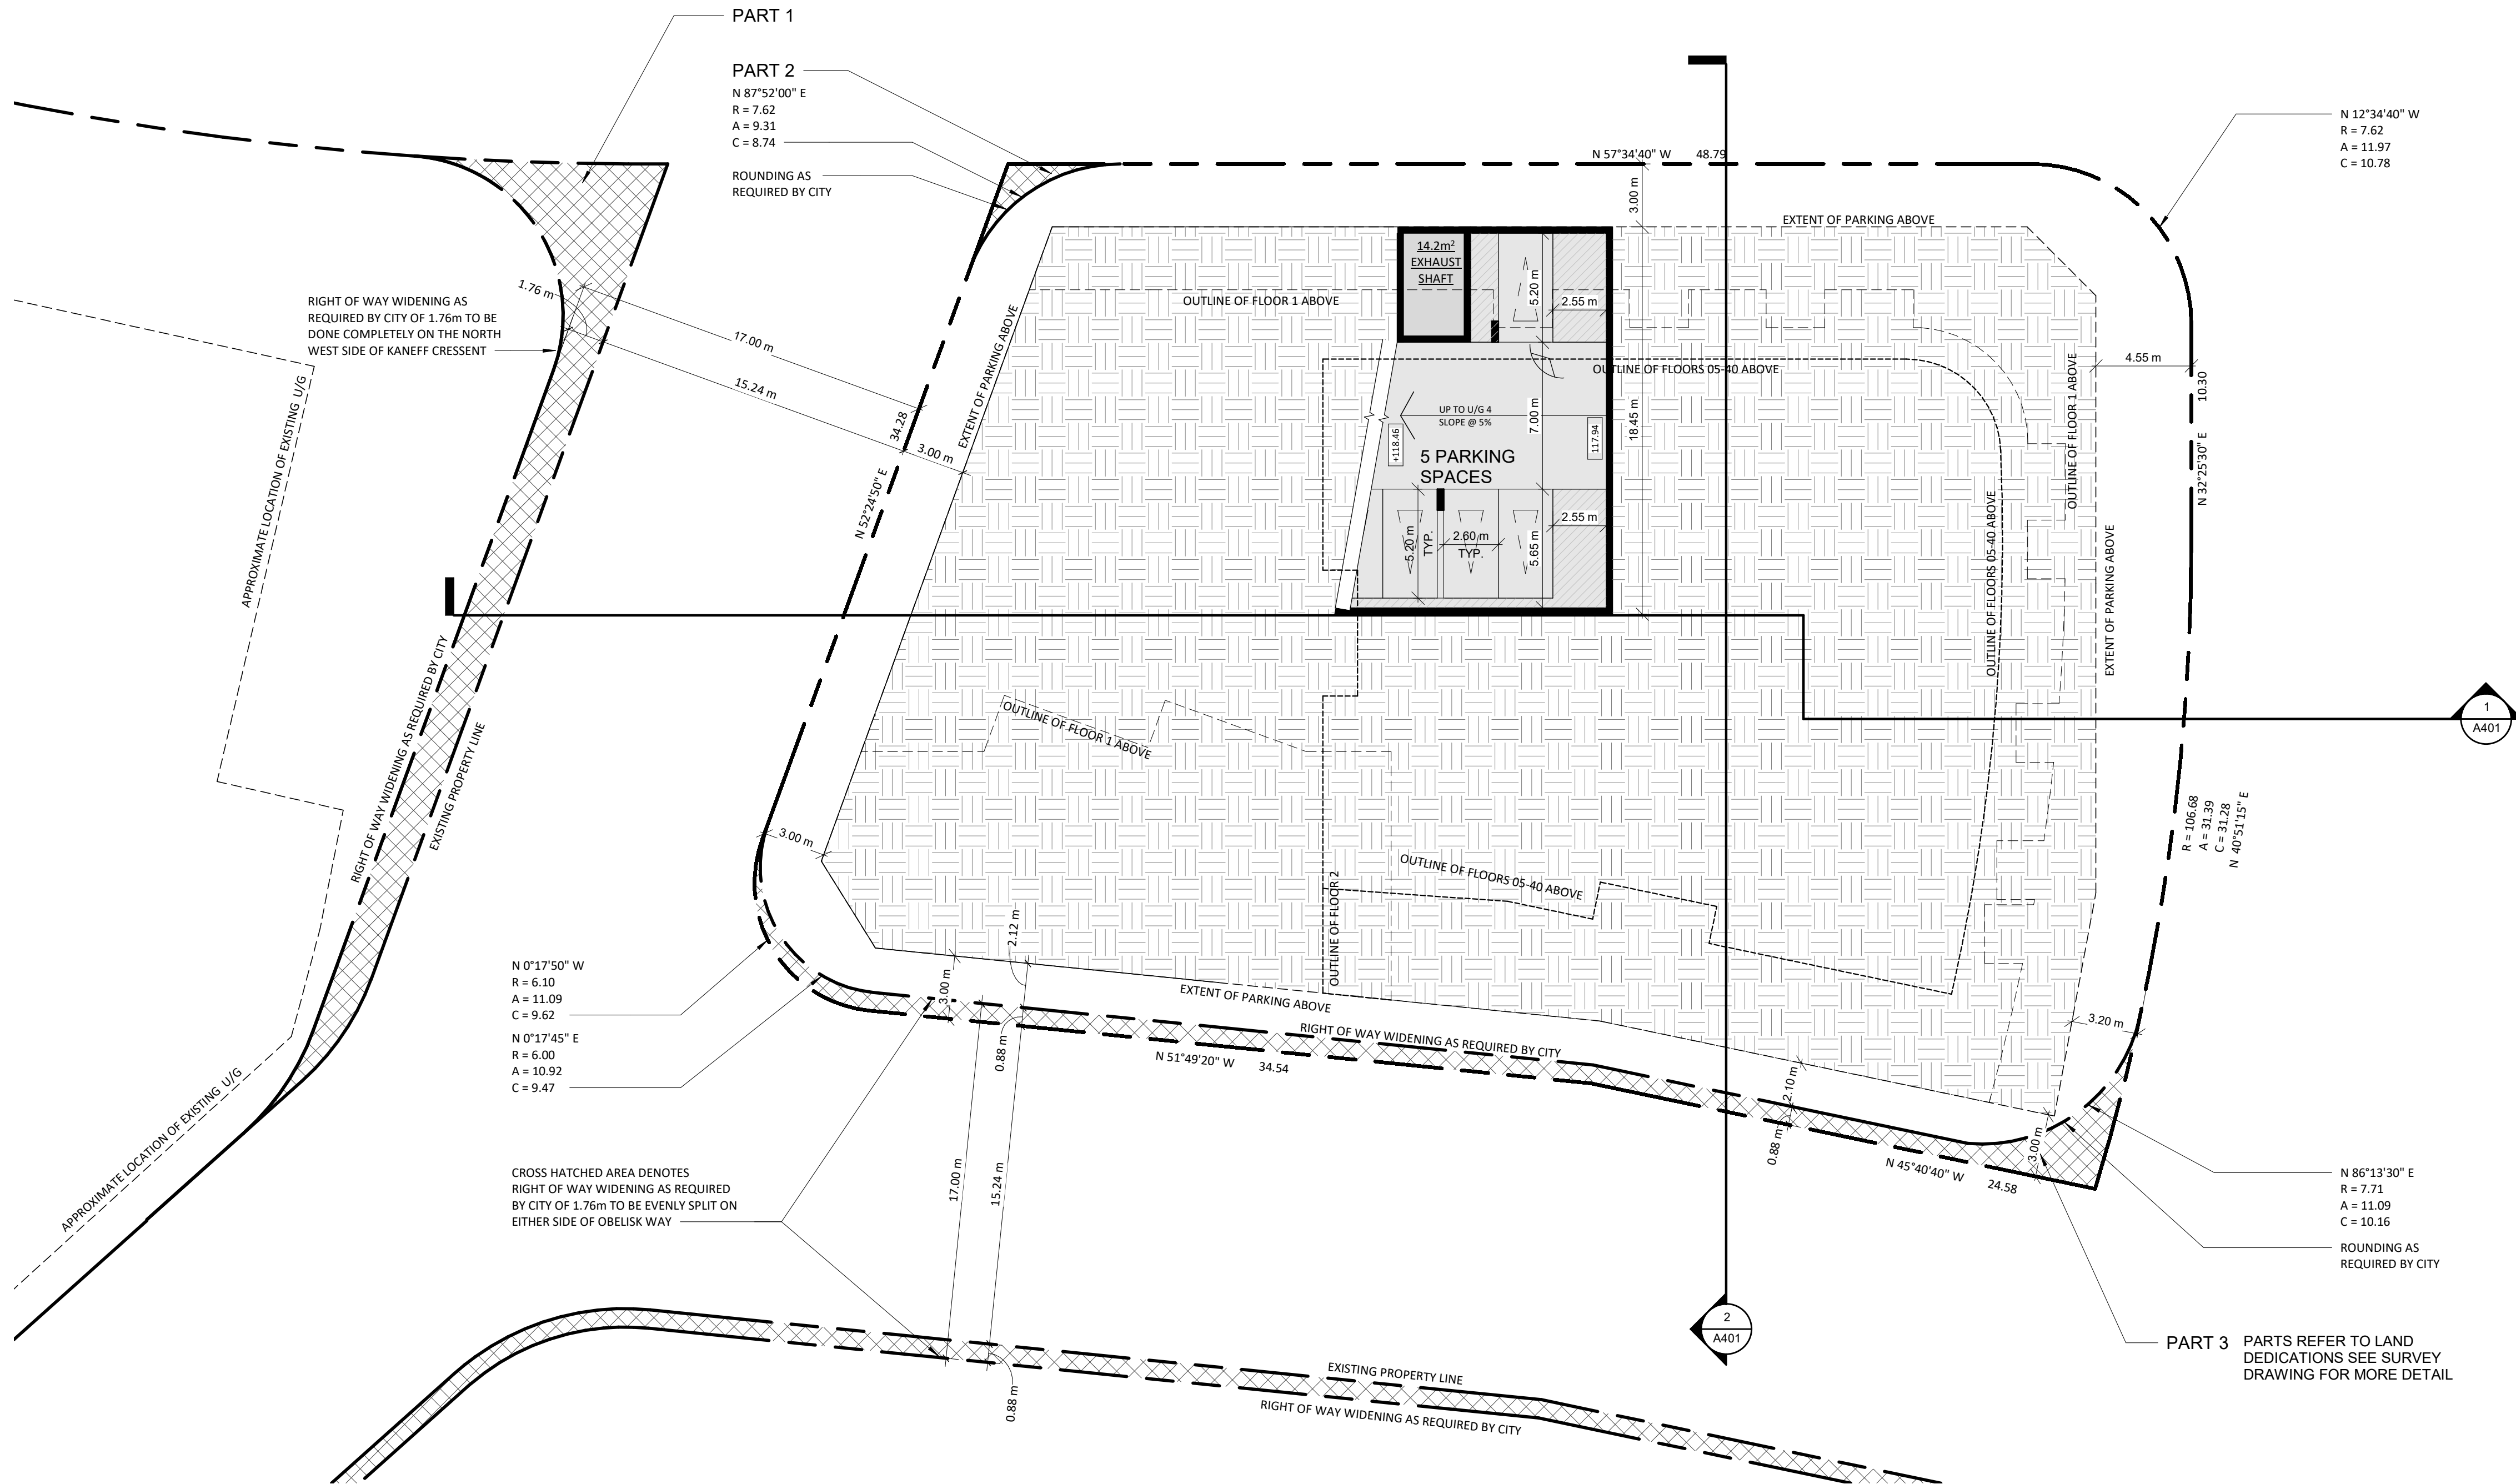 PART 1
PART 2
N 87°52'00" E
R = 7.62
A = 9.31
C = 8.74
ROUNDING AS
REQUIRED BY CITY
N 12°34'40" W
R = 7.62
A = 11.97
C = 10.78
N 57°34'40" W 48.79
3.00 m
EXTENT OF PARKING ABOVE
14.2m²
EXHAUST
SHAFT
5.20 m
2.55 m
OUTLINE OF FLOOR 1 ABOVE
1.76 m
RIGHT OF WAY WIDENING AS
REQUIRED BY CITY OF 1.76m TO BE
DONE COMPLETELY ON THE NORTH
WEST SIDE OF KANEFF CRESSENT
17.00 m
15.24 m
EXTENT OF PARKING ABOVE
34.28
3.00 m
N 52°24'50" E
OUTLINE OF FLOORS 05-40 ABOVE
OUTLINE OF FLOOR 1 ABOVE
4.55 m
10.30
N 32°25'30" E
UP TO U/G 4
SLOPE @ 5%
+118.46
7.00 m
117.94
18.45 m
5 PARKING
SPACES
5.20 m
TYP.
2.60 m
TYP.
5.65 m
2.55 m
OUTLINE OF FLOORS 05-40 ABOVE
EXTENT OF PARKING ABOVE
APPROXIMATE LOCATION OF EXISTING U/G
RIGHT OF WAY WIDENING AS REQUIRED BY CITY
EXISTING PROPERTY LINE
OUTLINE OF FLOOR 1 ABOVE
1
A401
R = 106.68
A = 31.39
C = 31.28
N 40°51'15" E
3.00 m
OUTLINE OF FLOORS 05-40 ABOVE
OUTLINE OF FLOOR 2
2.12 m
3.00 m
N 0°17'50" W
R = 6.10
A = 11.09
C = 9.62
N 0°17'45" E
R = 6.00
A = 10.92
C = 9.47
EXTENT OF PARKING ABOVE
RIGHT OF WAY WIDENING AS REQUIRED BY CITY
0.88 m
N 51°49'20" W 34.54
3.20 m
2.10 m
0.88 m
3.00 m
N 45°40'40" W 24.58
APPROXIMATE LOCATION OF EXISTING U/G
CROSS HATCHED AREA DENOTES
RIGHT OF WAY WIDENING AS REQUIRED
BY CITY OF 1.76m TO BE EVENLY SPLIT ON
EITHER SIDE OF OBELISK WAY
17.00 m
15.24 m
N 86°13'30" E
R = 7.71
A = 11.09
C = 10.16
ROUNDING AS
REQUIRED BY CITY
2
A401
PART 3
PARTS REFER TO LAND
DEDICATIONS SEE SURVEY
DRAWING FOR MORE DETAIL
0.88 m
EXISTING PROPERTY LINE
RIGHT OF WAY WIDENING AS REQUIRED BY CITY